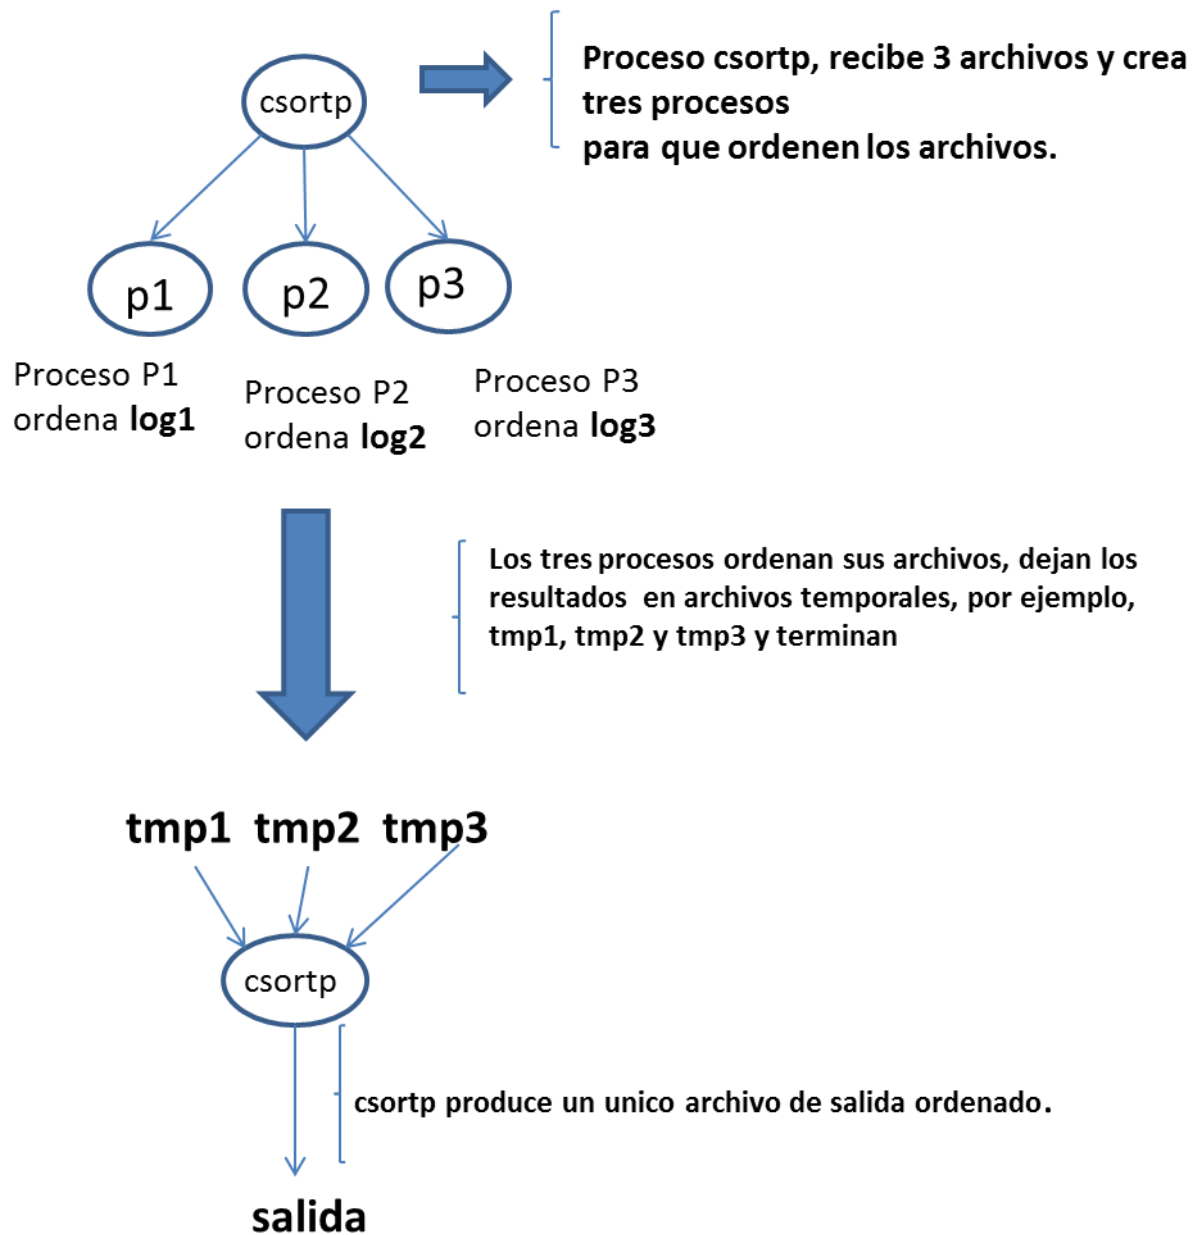 csortp
Proceso csortp, recibe 3 archivos y crea
tres procesos
para que ordenen los archivos.
p1
p2
p3
Proceso P1
ordena log1
Proceso P2
ordena log2
Proceso P3
ordena log3
Los tres procesos ordenan sus archivos, dejan los
resultados en archivos temporales, por ejemplo,
tmp1, tmp2 y tmp3 y terminan
tmp1 tmp2 tmp3
csortp
csortp produce un unico archivo de salida ordenado.
salida